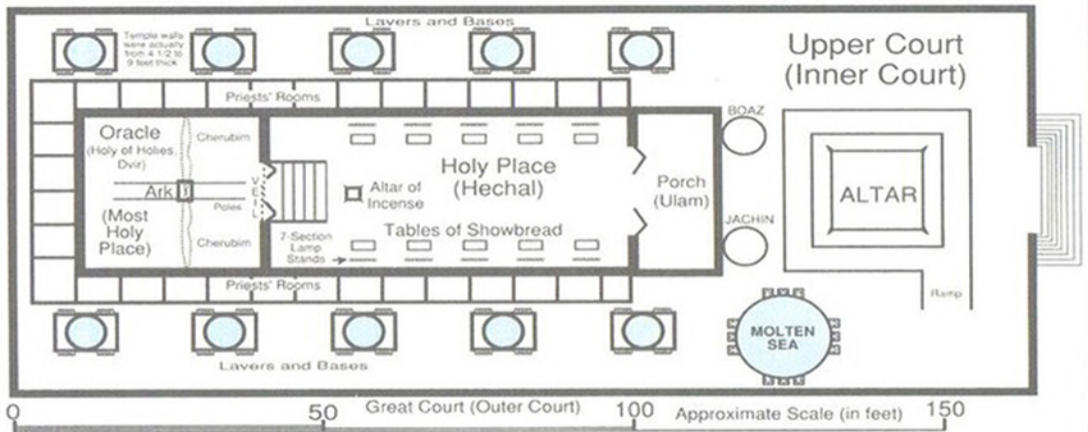 Lavers and Bases
Temple walls
were actually
from 4 1/2 to
9 feet thick
Upper Court
(Inner Court)
Priests' Rooms
BOAZ
Oracle
(Holy of Holies,
Dvir)
Cherubim
Ark
Poles
VEIL
(Most
Holy
Place)
Cherubim
Holy Place
(Hechal)
Altar of
Incense
Tables of Showbread
7-Section
Lamp
Stands
Porch
(Ulam)
ALTAR
JACHIN
Priests' Rooms
Ramp
MOLTEN
SEA
Lavers and Bases
0 50 Great Court (Outer Court) 100 Approximate Scale (in feet) 150